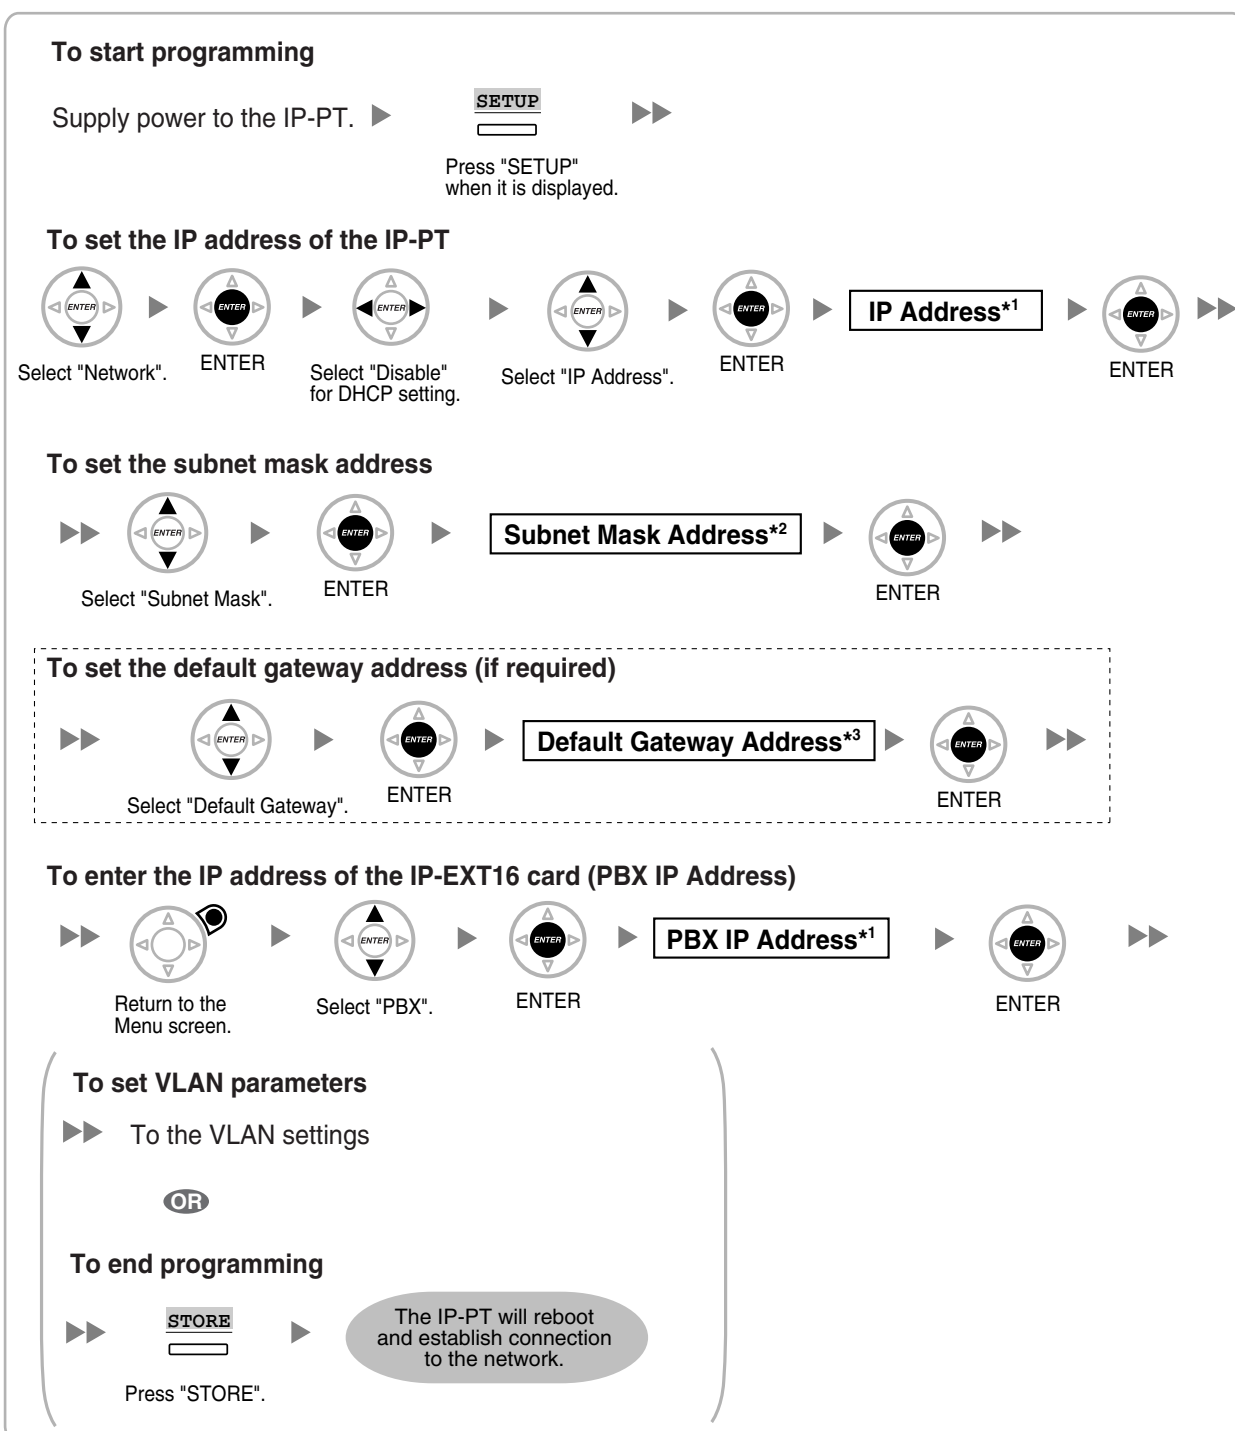 To start programming
Supply power to the IP-PT.
SETUP
Press "SETUP"
when it is displayed.
To set the IP address of the IP-PT
ENTER
ENTER
ENTER
ENTER
ENTER
IP Address*1
ENTER
Select "Network".
ENTER
Select "Disable"
for DHCP setting.
Select "IP Address".
ENTER
ENTER
To set the subnet mask address
ENTER
ENTER
Subnet Mask Address*2
ENTER
Select "Subnet Mask".
ENTER
ENTER
To set the default gateway address (if required)
ENTER
ENTER
Default Gateway Address*3
ENTER
Select "Default Gateway".
ENTER
ENTER
To enter the IP address of the IP-EXT16 card (PBX IP Address)
ENTER
ENTER
PBX IP Address*1
ENTER
Return to the
Menu screen.
Select "PBX".
ENTER
ENTER
To set VLAN parameters
To the VLAN settings
OR
To end programming
STORE
Press "STORE".
The IP-PT will reboot
and establish connection
to the network.